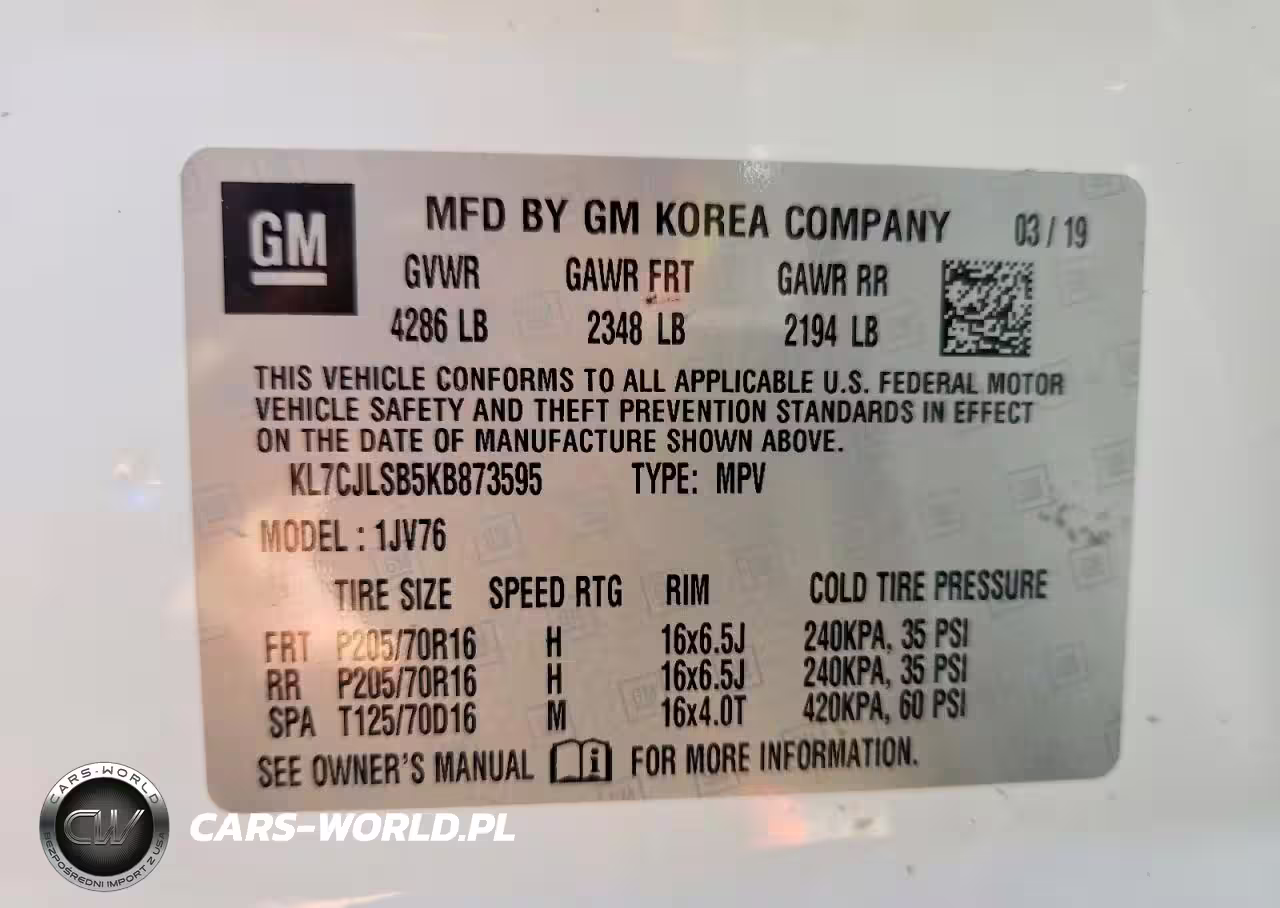 GM
MFD BY GM KOREA COMPANY 03 / 19
GVWR GAWR FRT GAWR RR
4286 LB 2348 LB 2194 LB
THIS VEHICLE CONFORMS TO ALL APPLICABLE U.S. FEDERAL MOTOR
VEHICLE SAFETY AND THEFT PREVENTION STANDARDS IN EFFECT
ON THE DATE OF MANUFACTURE SHOWN ABOVE.
KL7CJLSB5KB873595 TYPE: MPV
MODEL : 1JV76
TIRE SIZE SPEED RTG RIM COLD TIRE PRESSURE
FRT P205/70R16 H 16x6.5J 240KPA, 35 PSI
RR P205/70R16 H 16x6.5J 240KPA, 35 PSI
SPA T125/70D16 M 16x4.0T 420KPA, 60 PSI
SEE OWNER'S MANUAL i FOR MORE INFORMATION.
CARS-WORLD
CW
BEZPOŚREDNI IMPORT Z USA
CARS-WORLD.PL